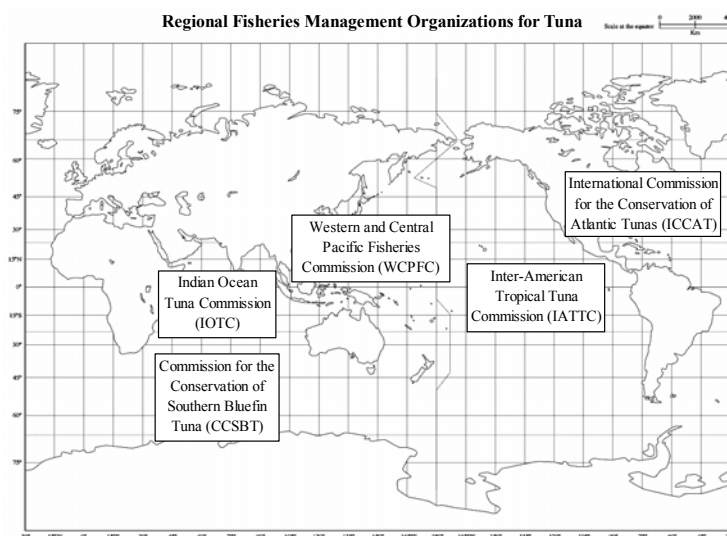 Regional Fisheries Management Organizations for Tuna
Scale at the equator
0 2000
Km
International Commission
for the Conservation of
Atlantic Tunas (ICCAT)
Western and Central
Pacific Fisheries
Commission (WCPFC)
Indian Ocean
Tuna Commission
(IOTC)
Inter-American
Tropical Tuna
Commission (IATTC)
Commission for the
Conservation of
Southern Bluefin
Tuna (CCSBT)
75°
60°
45°
30°
15°N
0°
15°S
30°
45°
60°
75°